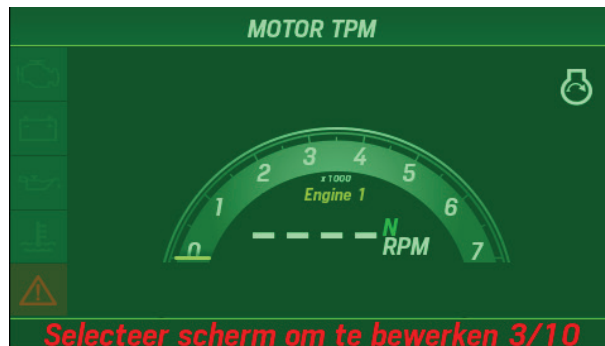 MOTOR TPM
0 1 2 3 4 5 6 7
x 1000
Engine 1
N
– – – – RPM
Selecteer scherm om te bewerken 3/10